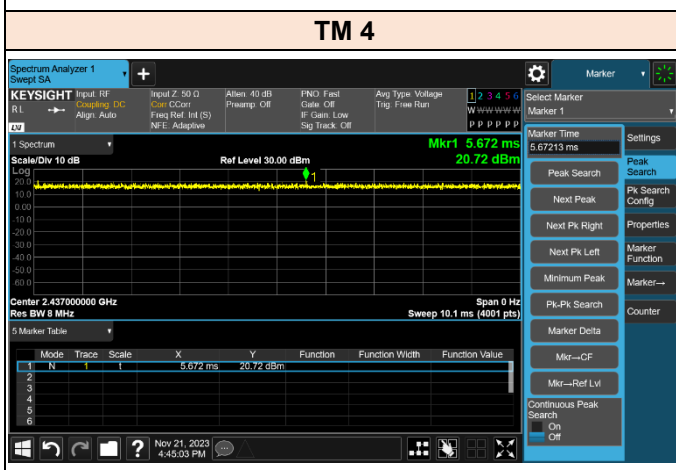 TM 4
Spectrum Analyzer 1
Swept SA
+
Marker
KEYSIGHT
RL
Input: RF
Coupling: DC
Align: Auto
Input Z: 50 Ω
Corr CCorr
Freq Ref: Int (S)
NFE: Adaptive
Atten: 40 dB
Preamp: Off
PNO: Fast
Gate: Off
IF Gain: Low
Sig Track: Off
Avg Type: Voltage
Trig: Free Run
1 2 3 4 5 6
W W W W W W
P P P P P P
LXI
1 Spectrum
Scale/Div 10 dB
Ref Level 30.00 dBm
Mkr1 5.672 ms
20.72 dBm
Log
1
20.0
10.0
0.00
-10.0
-20.0
-30.0
-40.0
-50.0
-60.0
Center 2.437000000 GHz
Res BW 8 MHz
Span 0 Hz
Sweep 10.1 ms (4001 pts)
5 Marker Table
Mode Trace Scale X Y Function Function Width Function Value
1 N 1 t 5.672 ms 20.72 dBm
2
3
4
5
6
Select Marker
Marker 1
Marker Time
5.67213 ms
Peak Search
Next Peak
Next Pk Right
Next Pk Left
Minimum Peak
Pk-Pk Search
Marker Delta
Mkr→CF
Mkr→Ref Lvl
Continuous Peak
Search
On
Off
Settings
Peak
Search
Pk Search
Config
Properties
Marker
Function
Marker→
Counter
?
Nov 21, 2023
4:45:03 PM